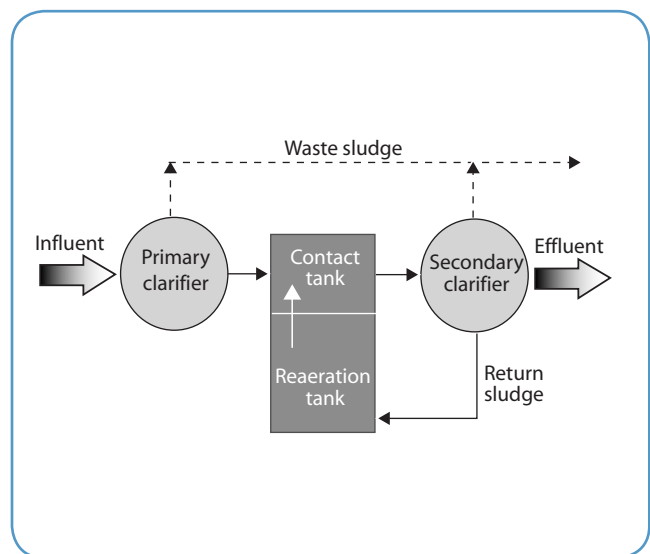 Waste sludge
Influent
Primary
clarifier
Contact
tank
Secondary
clarifier
Effluent
Reaeration
tank
Return
sludge